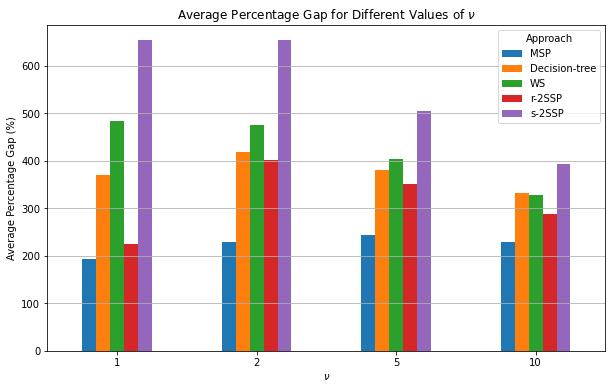 Average Percentage Gap for Different Values of ν
Average Percentage Gap (%)
600
500
400
300
200
100
0
1
2
5
10
ν
Approach
MSP
Decision-tree
WS
r-2SSP
s-2SSP